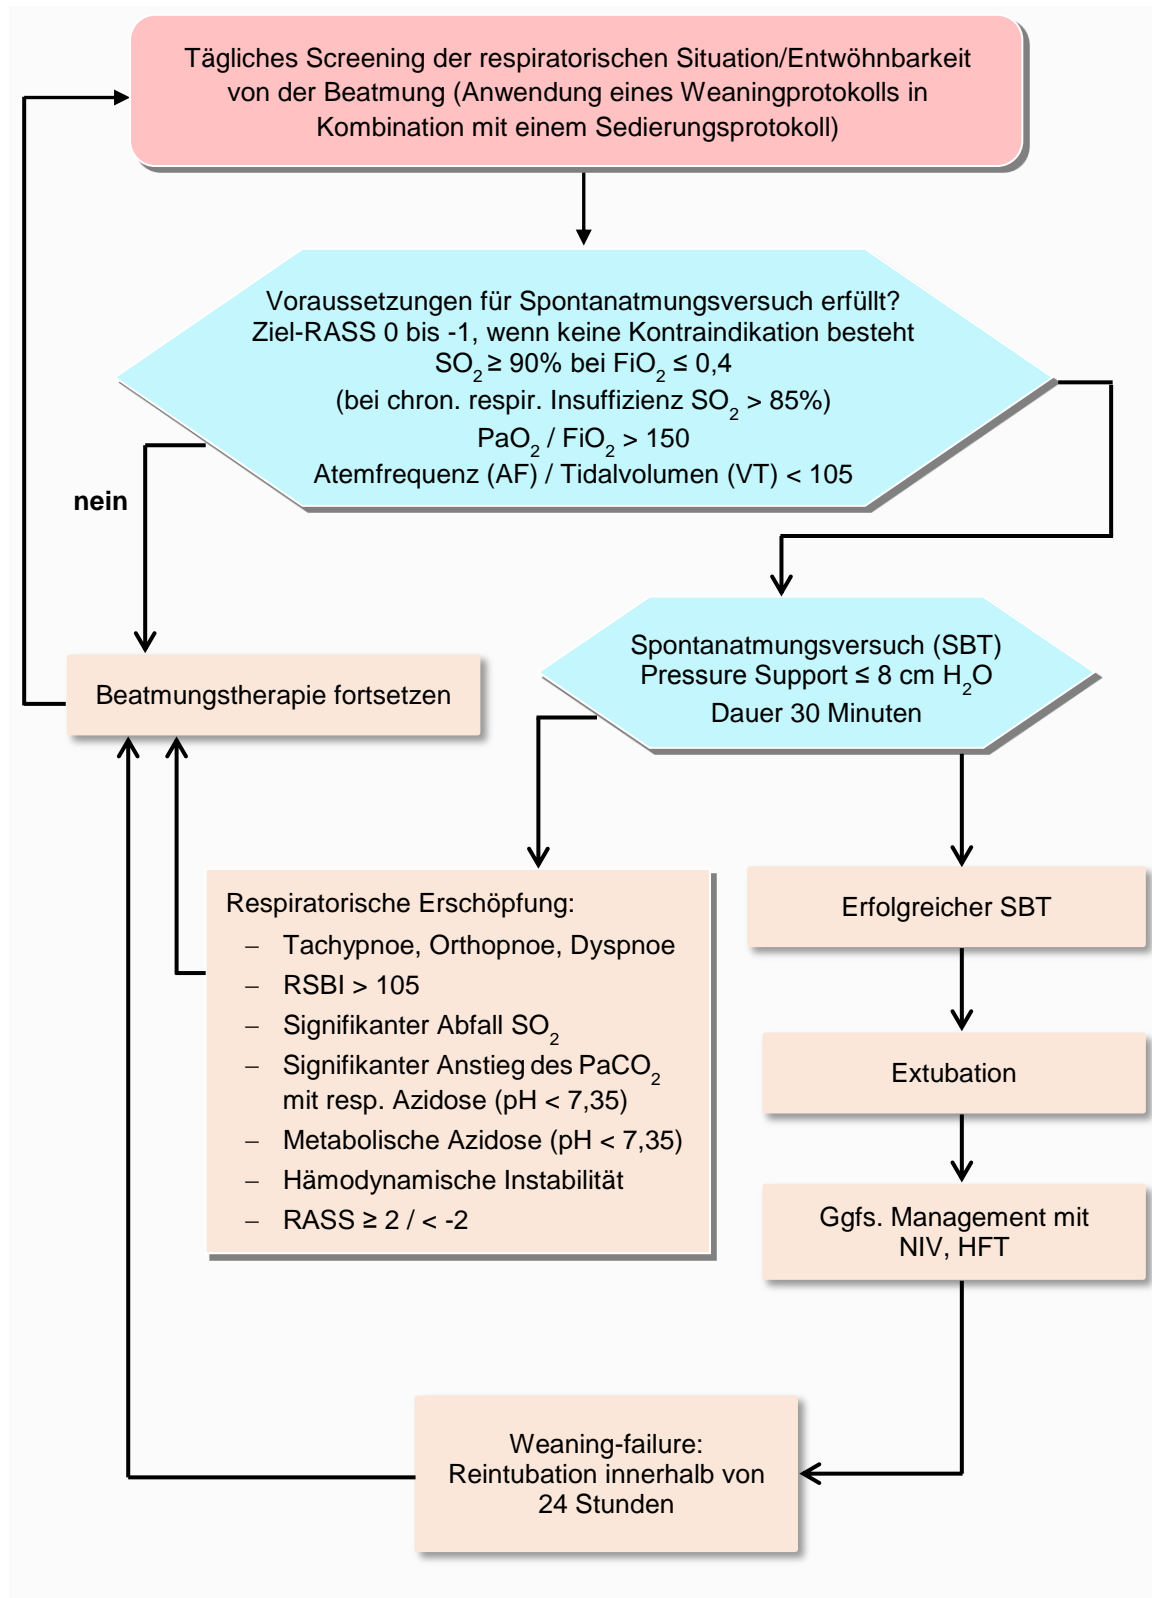 Tägliches Screening der respiratorischen Situation/Entwöhnbarkeit
von der Beatmung (Anwendung eines Weaningprotokolls in
Kombination mit einem Sedierungsprotokoll)
Voraussetzungen für Spontanatmungsversuch erfüllt?
Ziel-RASS 0 bis -1, wenn keine Kontraindikation besteht
SO₂ ≥ 90% bei FiO₂ ≤ 0,4
(bei chron. respir. Insuffizienz SO₂ > 85%)
PaO₂ / FiO₂ > 150
Atemfrequenz (AF) / Tidalvolumen (VT) < 105
nein
Spontanatmungsversuch (SBT)
Pressure Support ≤ 8 cm H₂O
Dauer 30 Minuten
Beatmungstherapie fortsetzen
Respiratorische Erschöpfung:
– Tachypnoe, Orthopnoe, Dyspnoe
– RSBI > 105
– Signifikanter Abfall SO₂
– Signifikanter Anstieg des PaCO₂
mit resp. Azidose (pH < 7,35)
– Metabolische Azidose (pH < 7,35)
– Hämodynamische Instabilität
– RASS ≥ 2 / < -2
Erfolgreicher SBT
Extubation
Ggfs. Management mit
NIV, HFT
Weaning-failure:
Reintubation innerhalb von
24 Stunden